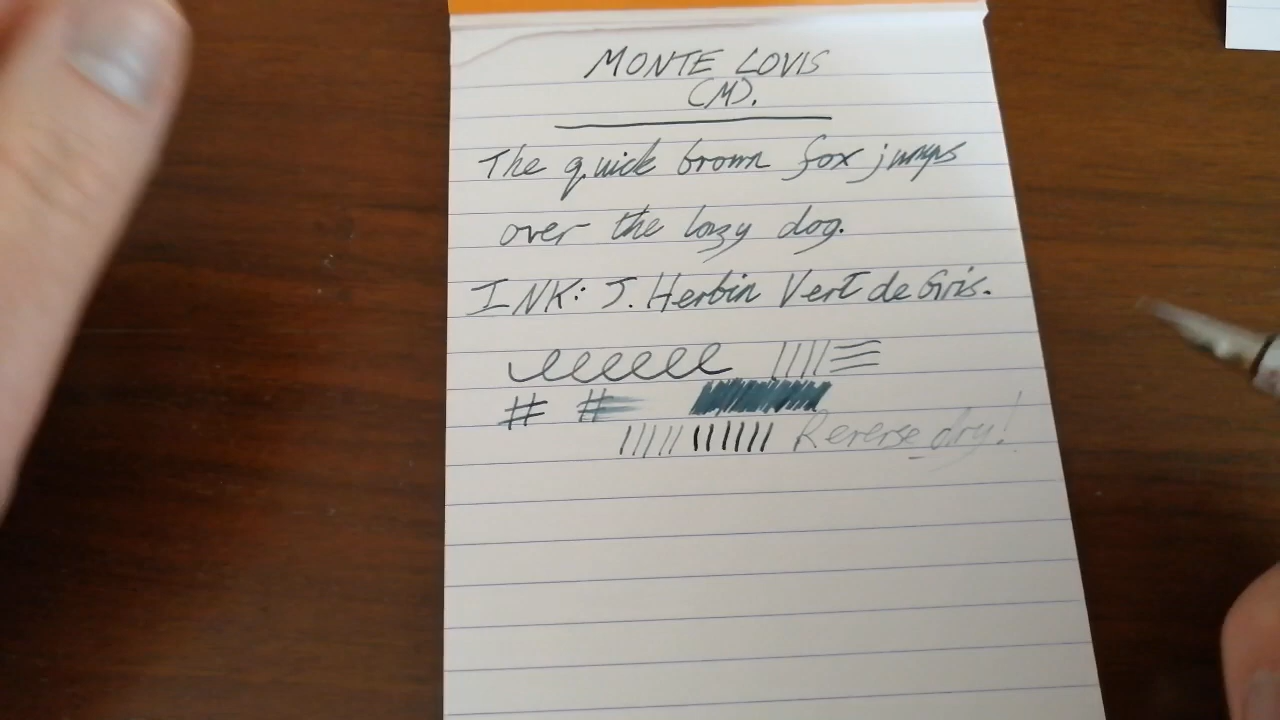 MONTE LOVIS
(M).
The quick brown fox jumps
over the lazy dog.
INK: J. Herbin Vert de Gris.
# #
Reverse dry!